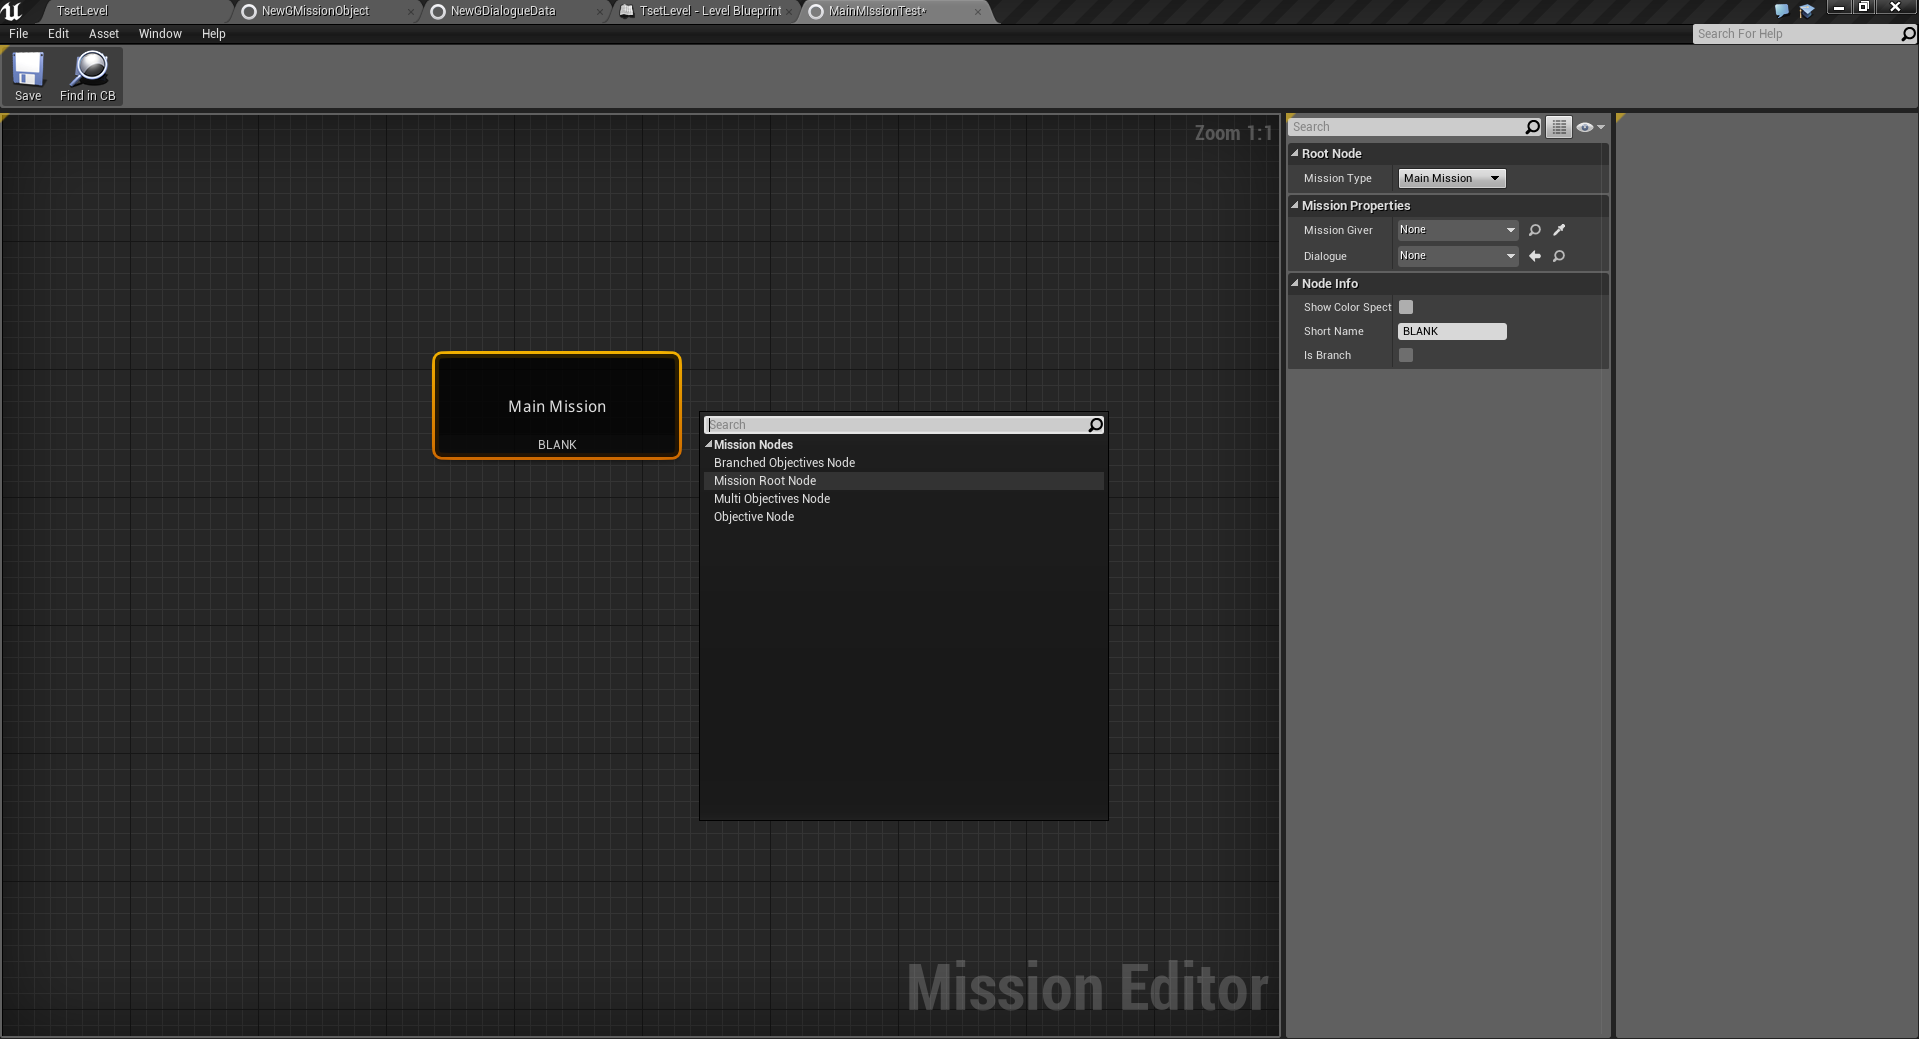 TsetLevel
NewGMissionObject
NewGDialogueData
TsetLevel - Level Blueprint
MainMIssionTest*
File Edit Asset Window Help
Search For Help
Save
Find in CB
Zoom 1:1
Search
Root Node
Mission Type Main Mission
Mission Properties
Mission Giver None
Dialogue None
Node Info
Show Color Spect
Short Name BLANK
Is Branch
Main Mission
BLANK
Search
Mission Nodes
Branched Objectives Node
Mission Root Node
Multi Objectives Node
Objective Node
Mission Editor